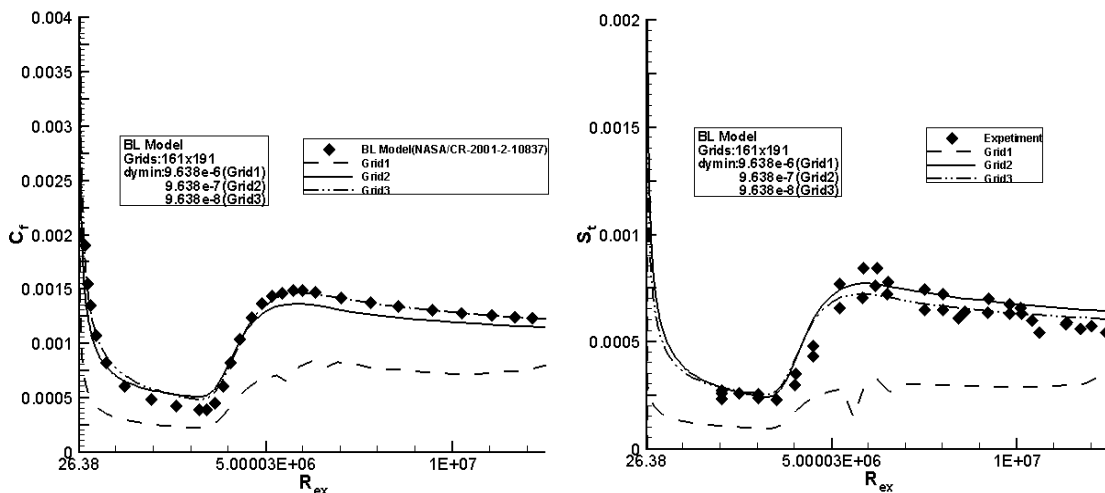 0.004
0.0035
0.003
0.0025
0.002
0.0015
0.001
0.0005
0
Cf
BL Model
Grids:161x191
dymin:9.638e-6(Grid1)
9.638e-7(Grid2)
9.638e-8(Grid3)
BL Model(NASA/CR-2001-2-10837)
Grid1
Grid2
Grid3
26.38
5.00003E+06
1E+07
Rex
0.002
0.0015
0.001
0.0005
0
St
BL Model
Grids:161x191
dymin:9.638e-6(Grid1)
9.638e-7(Grid2)
9.638e-8(Grid3)
Expetiment
Grid1
Grid2
Grid3
26.38
5.00003E+06
1E+07
Rex